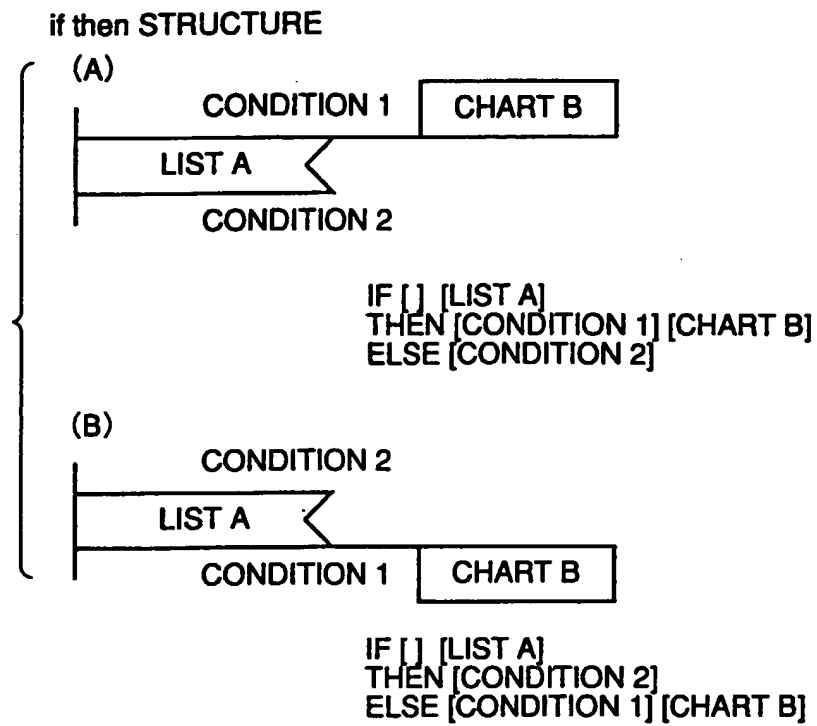 if then STRUCTURE
(A)
CONDITION 1
CHART B
LIST A
CONDITION 2
IF [ ] [LIST A]
THEN [CONDITION 1] [CHART B]
ELSE [CONDITION 2]
(B)
CONDITION 2
LIST A
CONDITION 1
CHART B
IF [ ] [LIST A]
THEN [CONDITION 2]
ELSE [CONDITION 1] [CHART B]